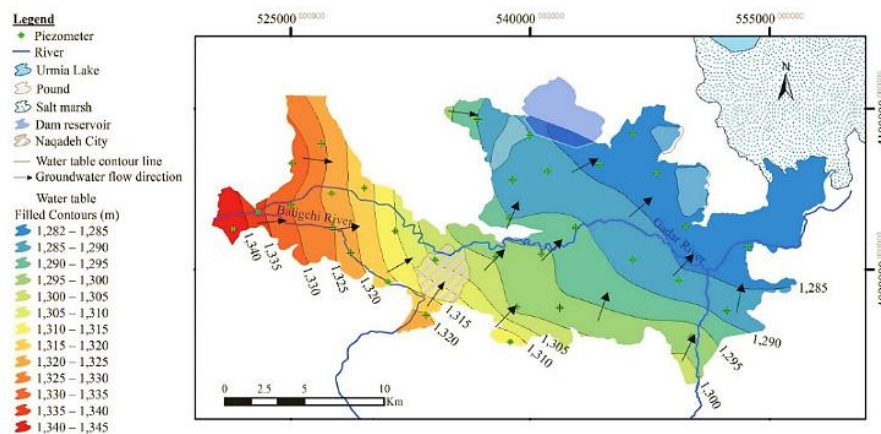 Legend
Piezometer
River
Urmia Lake
Pound
Salt marsh
Dam reservoir
Naqadeh City
Water table contour line
Groundwater flow direction
Water table
Filled Contours (m)
1,282 – 1,285
1,285 – 1,290
1,290 – 1,295
1,295 – 1,300
1,300 – 1,305
1,305 – 1,310
1,310 – 1,315
1,315 – 1,320
1,320 – 1,325
1,325 – 1,330
1,330 – 1,335
1,335 – 1,340
1,340 – 1,345
525000.000000
540000.000000
555000.000000
N
Gadar River
1,340
1,335
1,330
1,325
1,320
1,315
1,320
1,310
1,305
1,300
1,295
1,290
1,285
0 2.5 5 10
Km